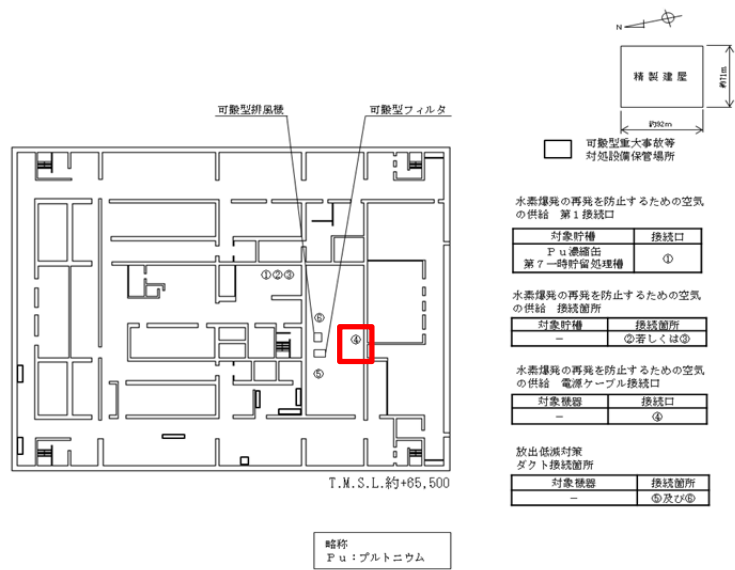 N
精製建屋
約71m
約92m
可搬型排風機
可搬型フィルタ
可搬型重大事故等
対処設備保管場所
①②③
⑥
④
⑤
T.M.S.L.約+65,500
水素爆発の再発を防止するための空気
の供給 第1接続口
対象貯槽 接続口
Pu濃縮缶
第7一時貯留処理槽
①
水素爆発の再発を防止するための空気
の供給 接続箇所
対象貯槽 接続箇所
－ ②若しくは③
水素爆発の再発を防止するための空気
の供給 電源ケーブル接続口
対象機器 接続口
－ ④
放出低減対策
ダクト接続箇所
対象機器 接続箇所
－ ⑤及び⑥
略称
Pu：プルトニウム